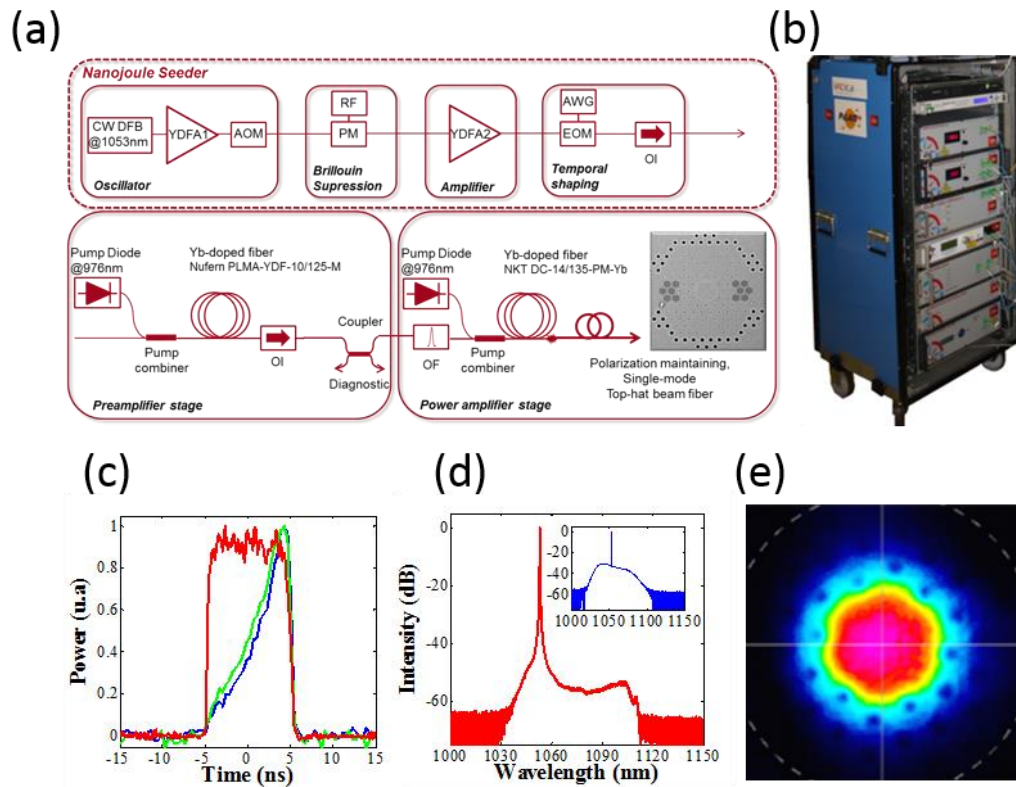 (a)
(b)
Nanojoule Seeder
CW DFB
@1053nm
YDFA1
AOM
Oscillator
RF
PM
Brillouin
Supression
YDFA2
Amplifier
AWG
EOM
OI
Temporal
shaping
Pump Diode
@976nm
Yb-doped fiber
Nufern PLMA-YDF-10/125-M
Pump
combiner
OI
Coupler
Diagnostic
Preamplifier stage
Pump Diode
@976nm
Yb-doped fiber
NKT DC-14/135-PM-Yb
OF
Pump
combiner
Polarization maintaining,
Single-mode
Top-hat beam fiber
Power amplifier stage
(c)
(d)
(e)
Power (u.a)
1
0.8
0.6
0.4
0.2
0
-15 -10 -5 0 5 10 15
Time (ns)
Intensity (dB)
0
-20
-40
-60
1000 1030 1060 1090 1120 1150
Wavelength (nm)
0
-20
-40
-60
1000 1050 1100 1150